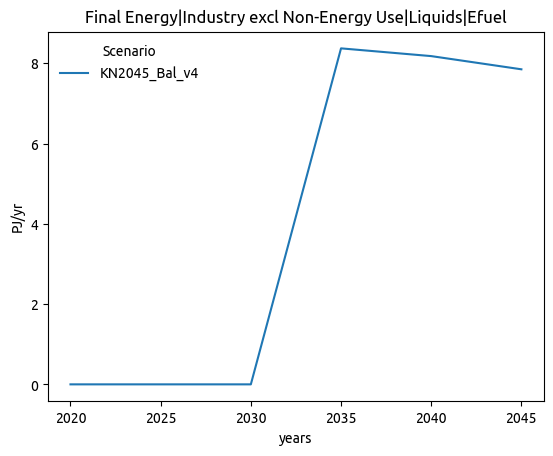 Final Energy|Industry excl Non-Energy Use|Liquids|Efuel
Scenario
KN2045_Bal_v4
PJ/yr
8
6
4
2
0
2020 2025 2030 2035 2040 2045
years